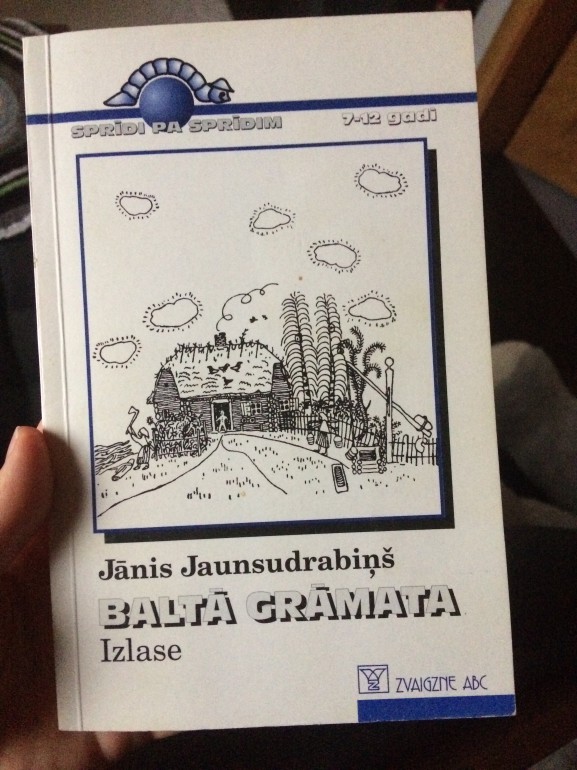 SPRĪDI PA SPRĪDIM 7-12 gadi
Jānis Jaunsudrabiņš
BALTĀ GRĀMATA
Izlase
ZVAIGZNE ABC